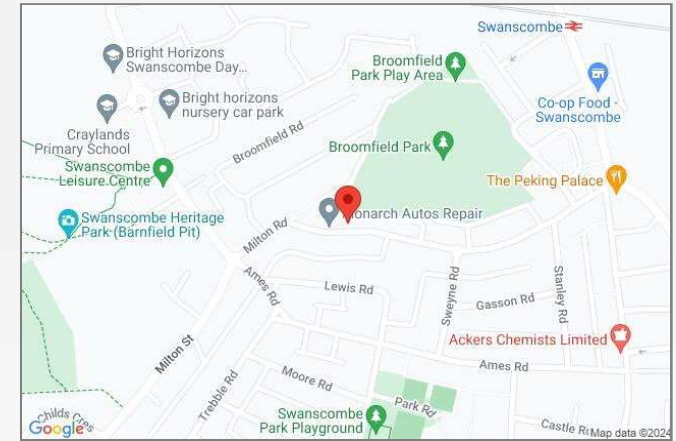 Swanscombe
Bright Horizons
Swanscombe Day...
Broomfield
Park Play Area
Bright horizons
nursery car park
Co-op Food -
Swanscombe
Craylands
Primary School
Broomfield Rd
Broomfield Park
Swanscombe
Leisure Centre
The Peking Palace
Swanscombe Heritage
Park (Barnfield Pit)
onarch Autos Repair
Milton Rd
Ames Rd
Lewis Rd
Sweyne Rd
Gasson Rd
Stanley Rd
Ackers Chemists Limited
Milton St
Ames Rd
Moore Rd
Trebble Rd
Park Rd
Swanscombe
Park Playground
Childs Cres
Google
Castle
Map data ©2024